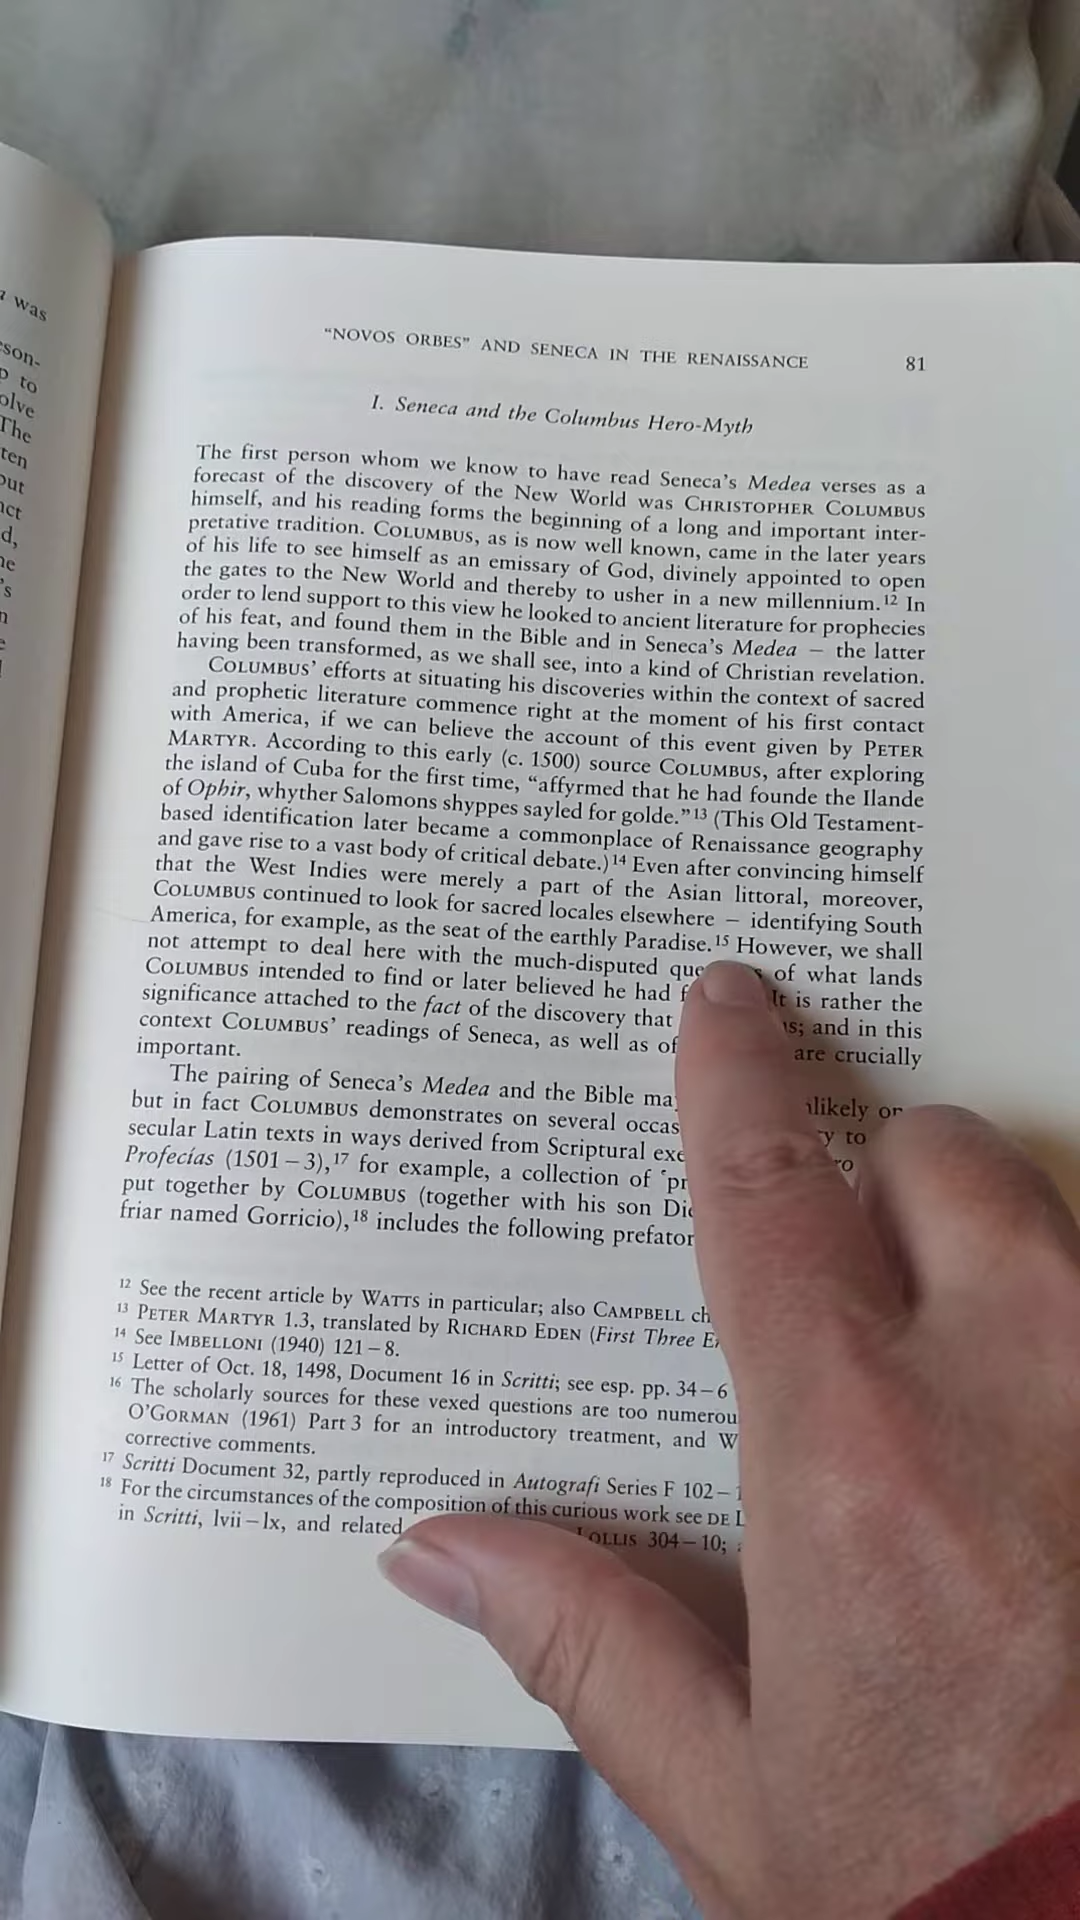 was
son-
to
olve
The
ten
out
"NOVOS ORBES" AND SENECA IN THE RENAISSANCE 81
I. Seneca and the Columbus Hero-Myth
The first person whom we know to have read Seneca's Medea verses as a
forecast of the discovery of the New World was CHRISTOPHER COLUMBUS
himself, and his reading forms the beginning of a long and important inter-
pretative tradition. COLUMBUS, as is now well known, came in the later years
of his life to see himself as an emissary of God, divinely appointed to open
the gates to the New World and thereby to usher in a new millennium.12 In
order to lend support to this view he looked to ancient literature for prophecies
of his feat, and found them in the Bible and in Seneca's Medea – the latter
having been transformed, as we shall see, into a kind of Christian revelation.
COLUMBUS' efforts at situating his discoveries within the context of sacred
and prophetic literature commence right at the moment of his first contact
with America, if we can believe the account of this event given by PETER
MARTYR. According to this early (c. 1500) source COLUMBUS, after exploring
the island of Cuba for the first time, "affyrmed that he had founde the Ilande
of Ophir, whyther Salomons shyppes sayled for golde."13 (This Old Testament-
based identification later became a commonplace of Renaissance geography
and gave rise to a vast body of critical debate.)14 Even after convincing himself
that the West Indies were merely a part of the Asian littoral, moreover,
COLUMBUS continued to look for sacred locales elsewhere – identifying South
America, for example, as the seat of the earthly Paradise.15 However, we shall
not attempt to deal here with the much-disputed of what lands
COLUMBUS intended to find or later believed he had It is rather the
significance attached to the fact of the discovery that and in this
context COLUMBUS' readings of Seneca, as well as of are crucially
important.
The pairing of Seneca's Medea and the Bible unlikely
but in fact COLUMBUS demonstrates on several to
secular Latin texts in ways derived from Scriptural
Profecías (1501–3),17 for example, a collection of
put together by COLUMBUS (together with his son
friar named Gorricio),18 includes the following
12 See the recent article by WATTS in particular; also CAMPBELL
13 PETER MARTYR 1.3, translated by RICHARD EDEN (First Three
14 See IMBELLONI (1940) 121–8.
15 Letter of Oct. 18, 1498, Document 16 in Scritti; see esp. pp. 34–6
16 The scholarly sources for these vexed questions are too
O'GORMAN (1961) Part 3 for an introductory treatment, and
corrective comments.
17 Scritti Document 32, partly reproduced in Autografi Series F 102–
18 For the circumstances of the composition of this curious work see DE
in Scritti, lvii–lx, and related LOLLIS 304–10;